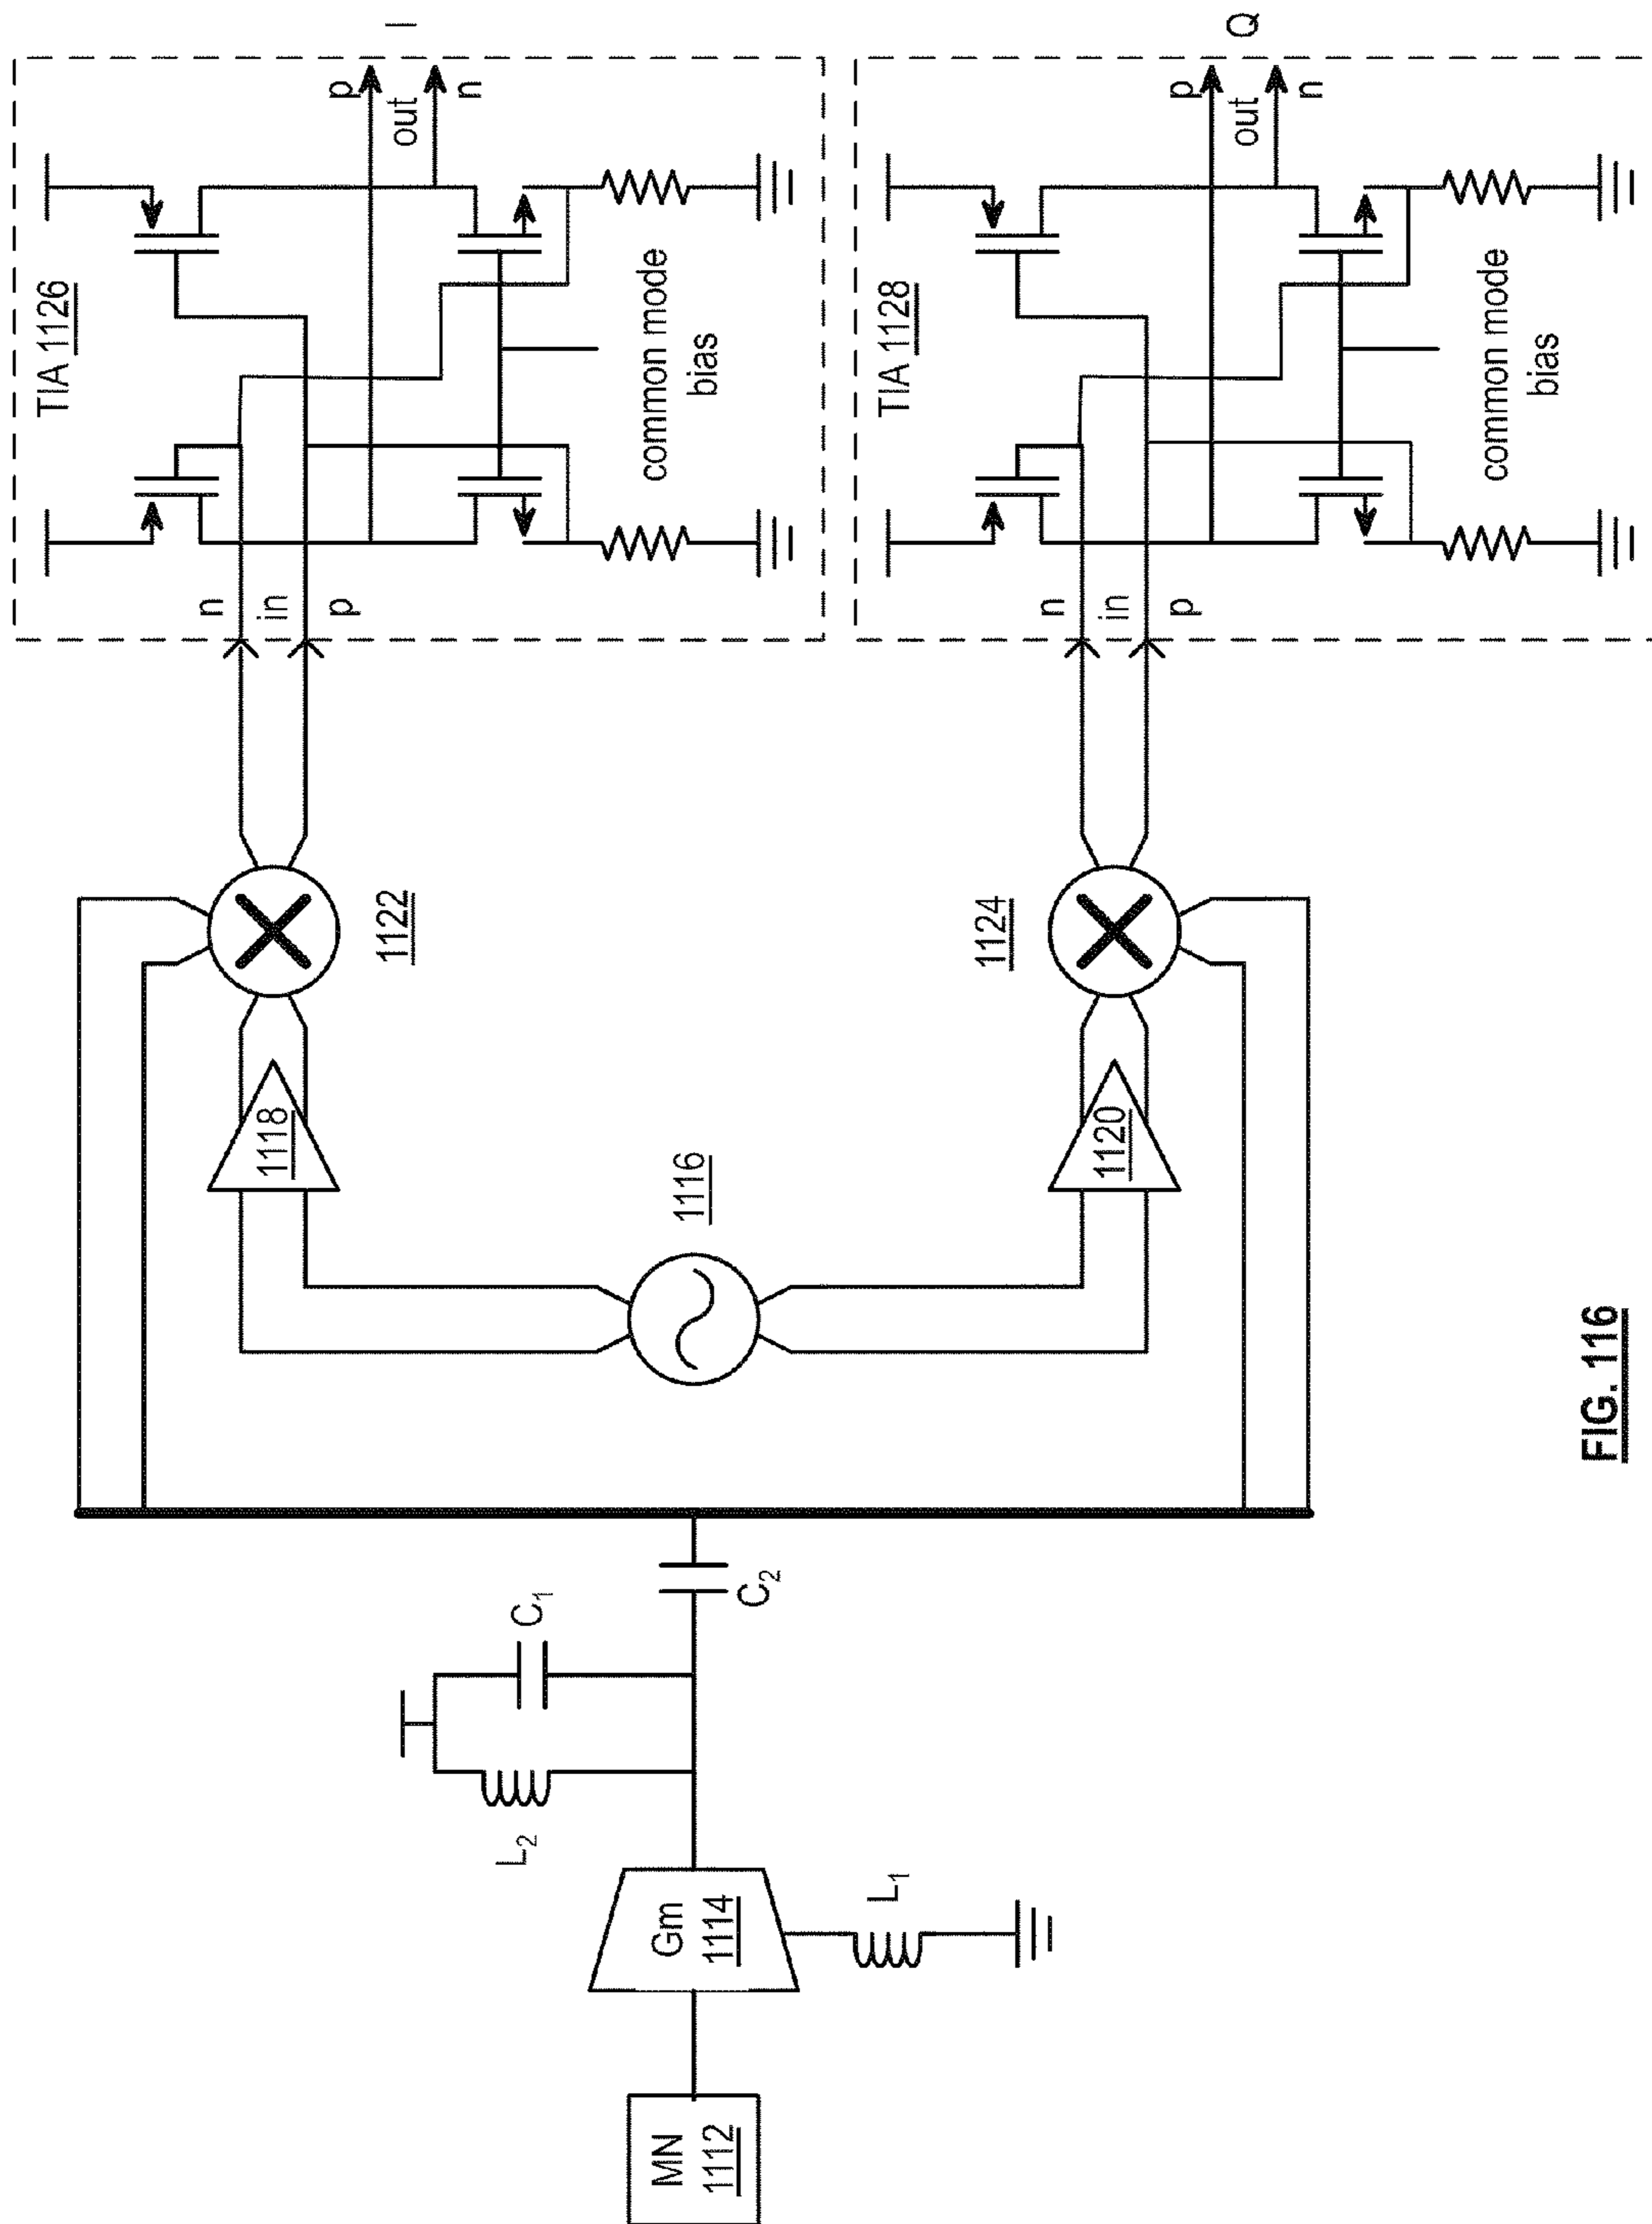 MN
1112
Gm
1114
L1
L2
C1
C2
1116
1118
1120
1122
1124
TIA 1126
n
in
p
p
out
n
common mode
bias
I
TIA 1128
n
in
p
p
out
n
common mode
bias
Q
FIG. 116